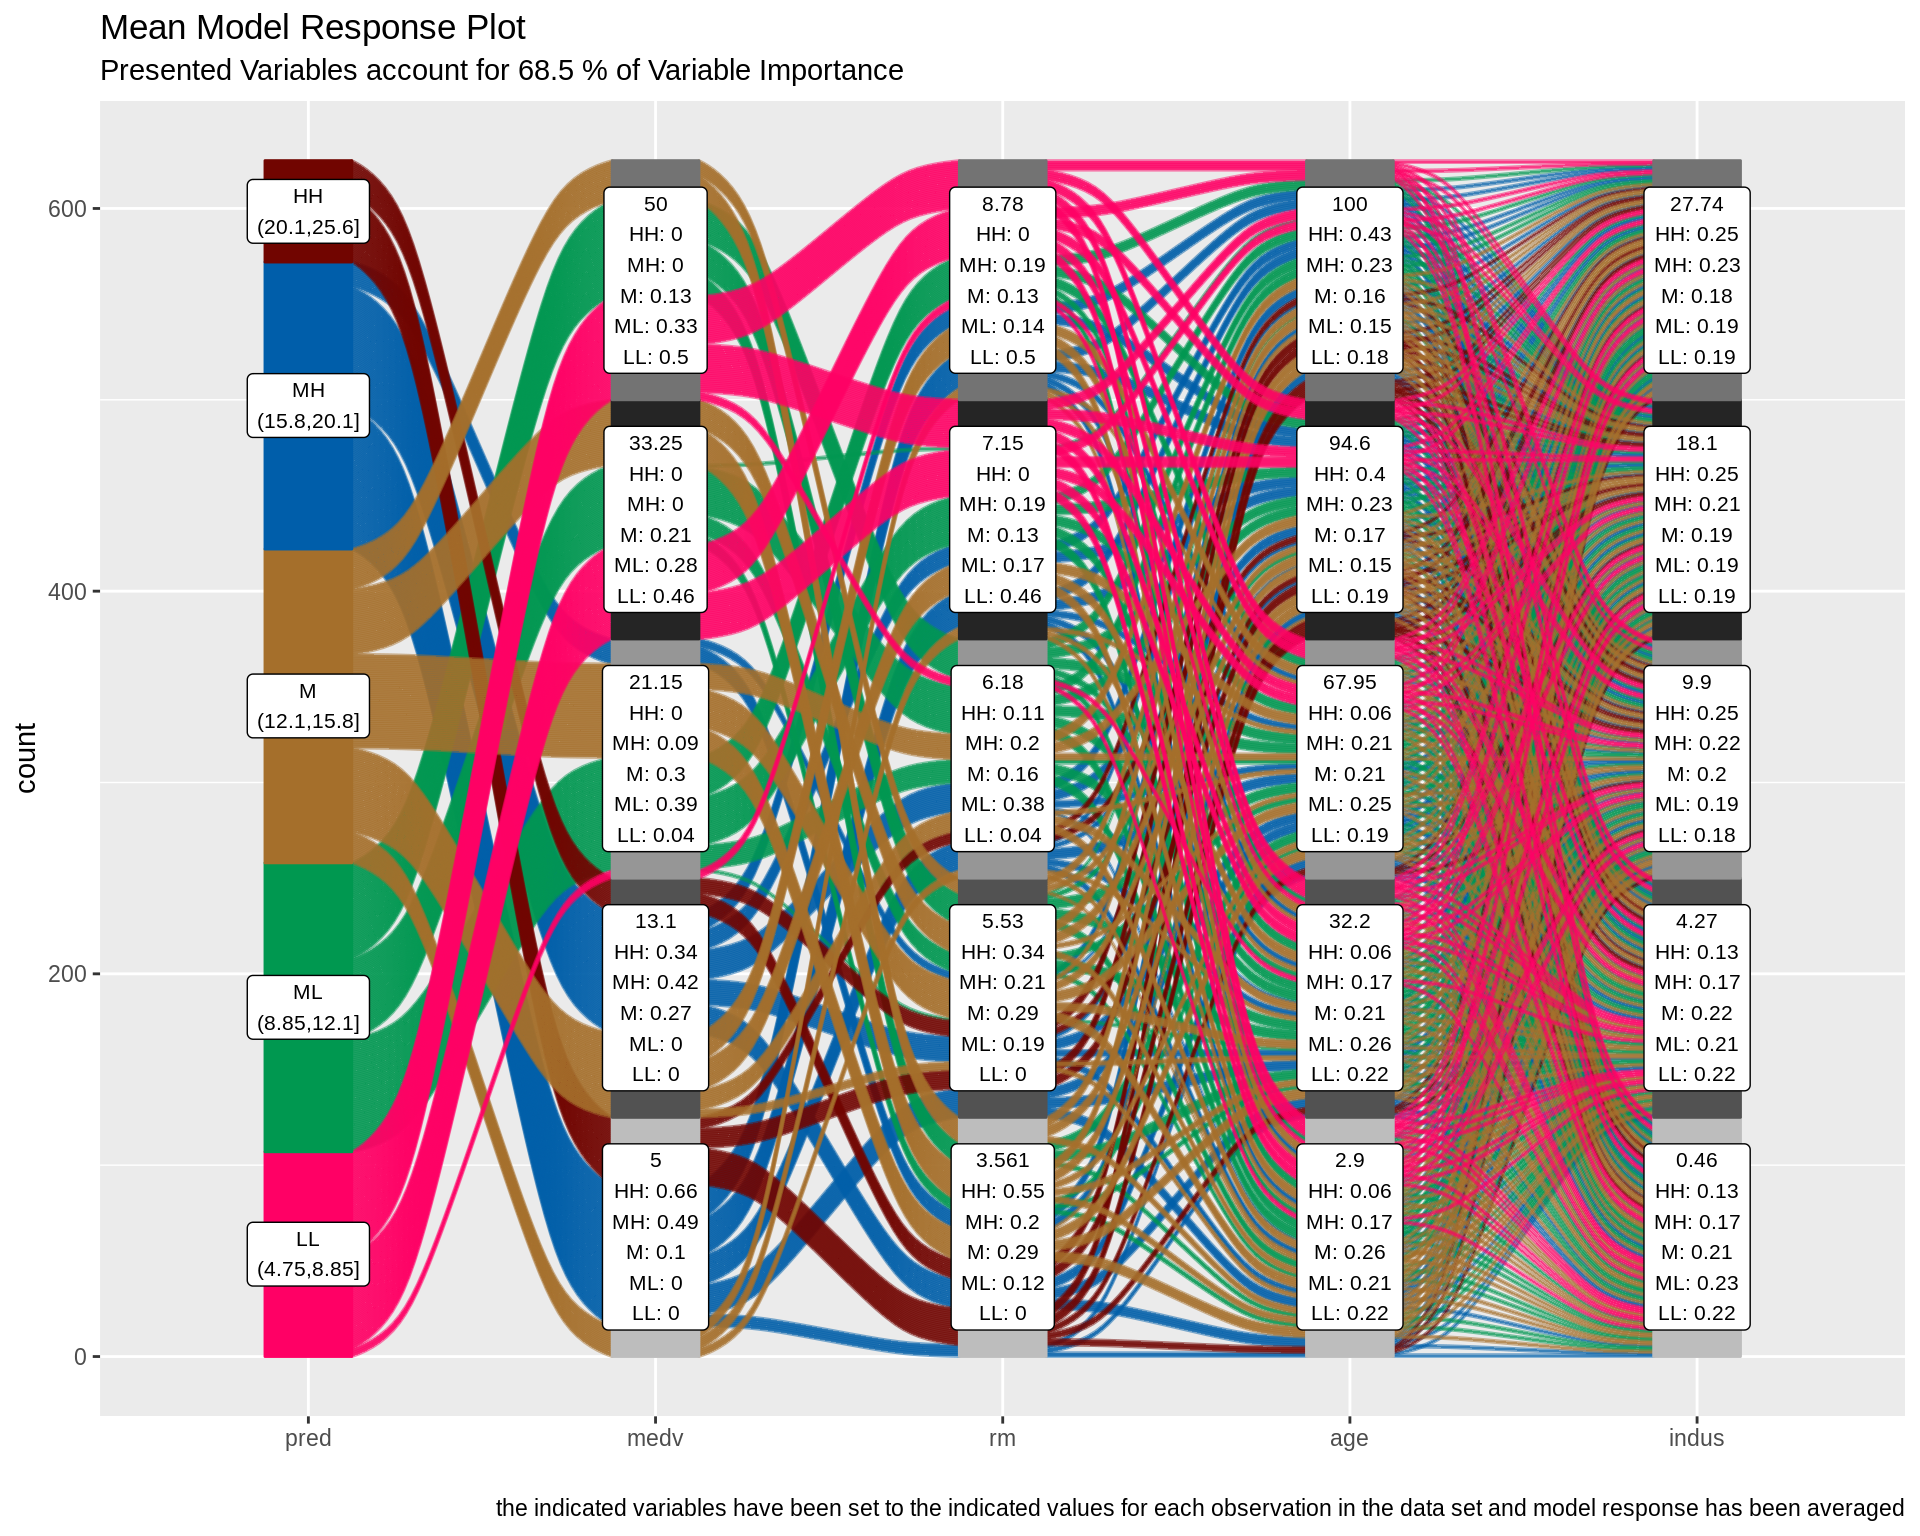 Mean Model Response Plot
Presented Variables account for 68.5 % of Variable Importance
count
600
400
200
0
HH
(20.1,25.6]
MH
(15.8,20.1]
M
(12.1,15.8]
ML
(8.85,12.1]
LL
(4.75,8.85]
50
HH: 0
MH: 0
M: 0.13
ML: 0.33
LL: 0.5
33.25
HH: 0
MH: 0
M: 0.21
ML: 0.28
LL: 0.46
21.15
HH: 0
MH: 0.09
M: 0.3
ML: 0.39
LL: 0.04
13.1
HH: 0.34
MH: 0.42
M: 0.27
ML: 0
LL: 0
5
HH: 0.66
MH: 0.49
M: 0.1
ML: 0
LL: 0
8.78
HH: 0
MH: 0.19
M: 0.13
ML: 0.14
LL: 0.5
7.15
HH: 0
MH: 0.19
M: 0.13
ML: 0.17
LL: 0.46
6.18
HH: 0.11
MH: 0.2
M: 0.16
ML: 0.38
LL: 0.04
5.53
HH: 0.34
MH: 0.21
M: 0.29
ML: 0.19
LL: 0
3.561
HH: 0.55
MH: 0.2
M: 0.29
ML: 0.12
LL: 0
100
HH: 0.43
MH: 0.23
M: 0.16
ML: 0.15
LL: 0.18
94.6
HH: 0.4
MH: 0.23
M: 0.17
ML: 0.15
LL: 0.19
67.95
HH: 0.06
MH: 0.21
M: 0.21
ML: 0.25
LL: 0.19
32.2
HH: 0.06
MH: 0.17
M: 0.21
ML: 0.26
LL: 0.22
2.9
HH: 0.06
MH: 0.17
M: 0.26
ML: 0.21
LL: 0.22
27.74
HH: 0.25
MH: 0.23
M: 0.18
ML: 0.19
LL: 0.19
18.1
HH: 0.25
MH: 0.21
M: 0.19
ML: 0.19
LL: 0.19
9.9
HH: 0.25
MH: 0.22
M: 0.2
ML: 0.19
LL: 0.18
4.27
HH: 0.13
MH: 0.17
M: 0.22
ML: 0.21
LL: 0.22
0.46
HH: 0.13
MH: 0.17
M: 0.21
ML: 0.23
LL: 0.22
pred
medv
rm
age
indus
the indicated variables have been set to the indicated values for each observation in the data set and model response has been averaged